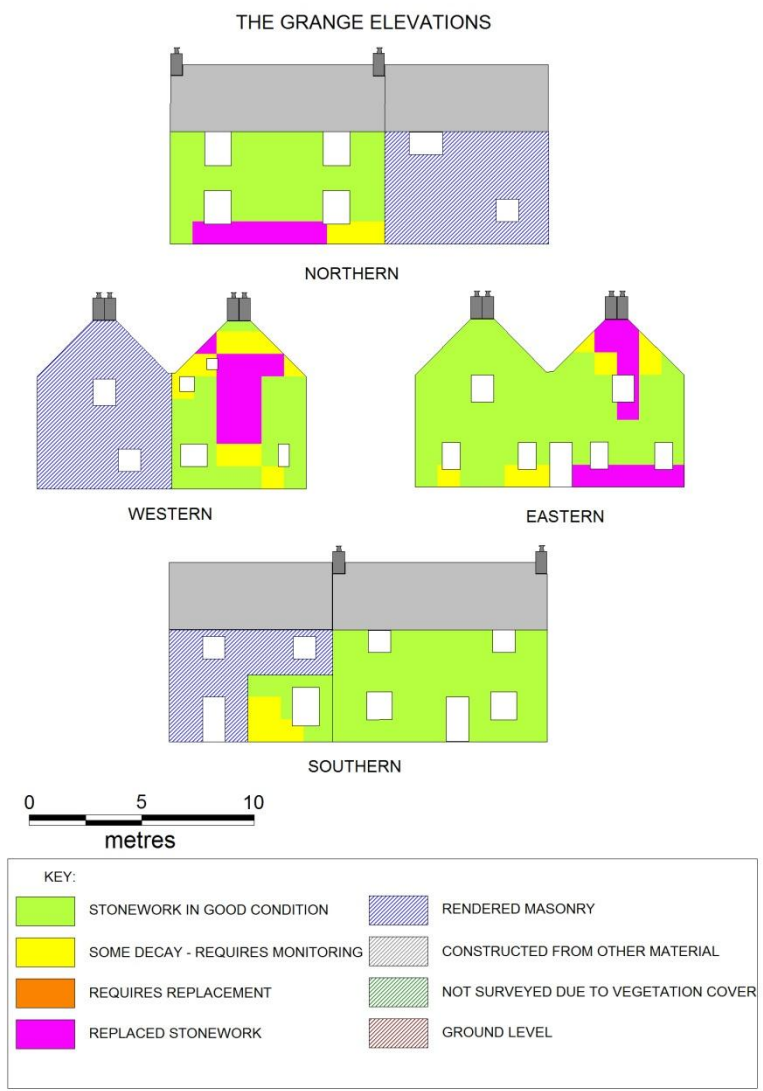 THE GRANGE ELEVATIONS
NORTHERN
WESTERN
EASTERN
SOUTHERN
0 5 10
metres
KEY:
STONEWORK IN GOOD CONDITION
SOME DECAY - REQUIRES MONITORING
REQUIRES REPLACEMENT
REPLACED STONEWORK
RENDERED MASONRY
CONSTRUCTED FROM OTHER MATERIAL
NOT SURVEYED DUE TO VEGETATION COVER
GROUND LEVEL